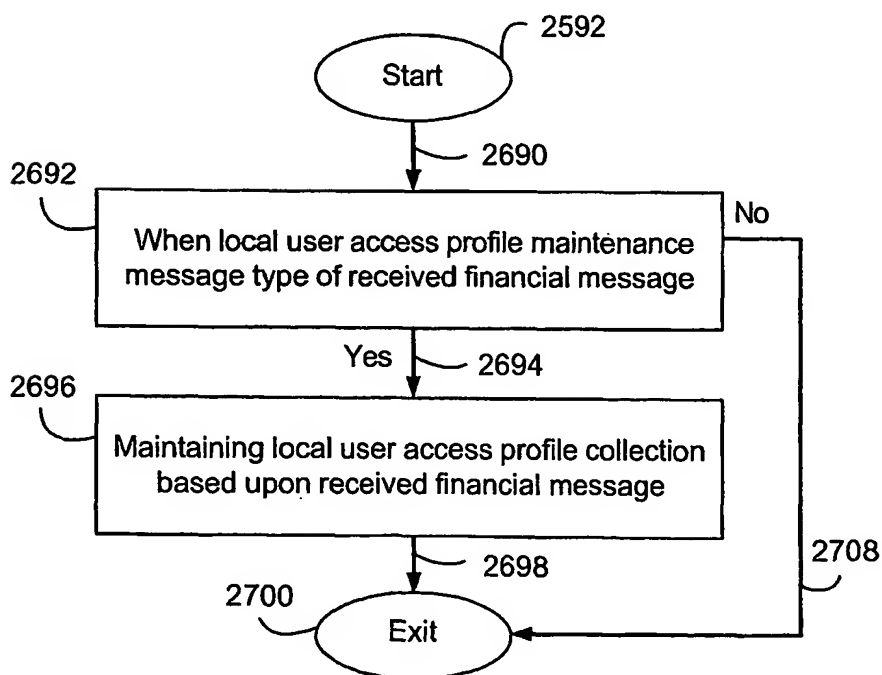 2592
Start
2690
2692
No
When local user access profile maintenance
message type of received financial message
Yes
2694
2696
Maintaining local user access profile collection
based upon received financial message
2698
2708
2700
Exit